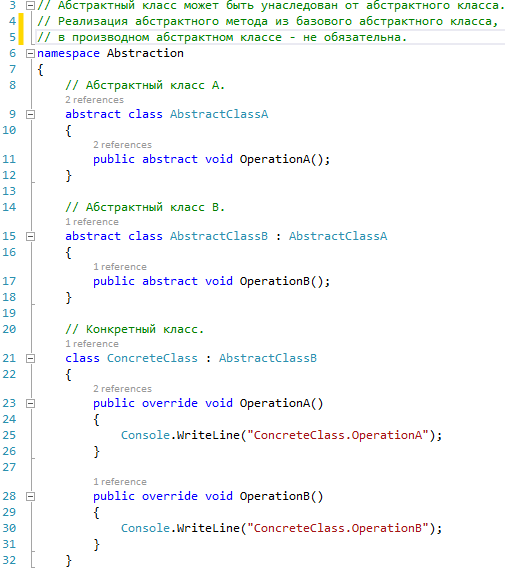 3 // Абстрактный класс может быть унаследован от абстрактного класса.
4 // Реализация абстрактного метода из базового абстрактного класса,
5 // в производном абстрактном классе - не обязательна.
6 namespace Abstraction
7 {
8 // Абстрактный класс А.
2 references
9 abstract class AbstractClassA
10 {
2 references
11 public abstract void OperationA();
12 }
13
14 // Абстрактный класс В.
1 reference
15 abstract class AbstractClassB : AbstractClassA
16 {
1 reference
17 public abstract void OperationB();
18 }
19
20 // Конкретный класс.
1 reference
21 class ConcreteClass : AbstractClassB
22 {
2 references
23 public override void OperationA()
24 {
25 Console.WriteLine("ConcreteClass.OperationA");
26 }
27
1 reference
28 public override void OperationB()
29 {
30 Console.WriteLine("ConcreteClass.OperationB");
31 }
32 }